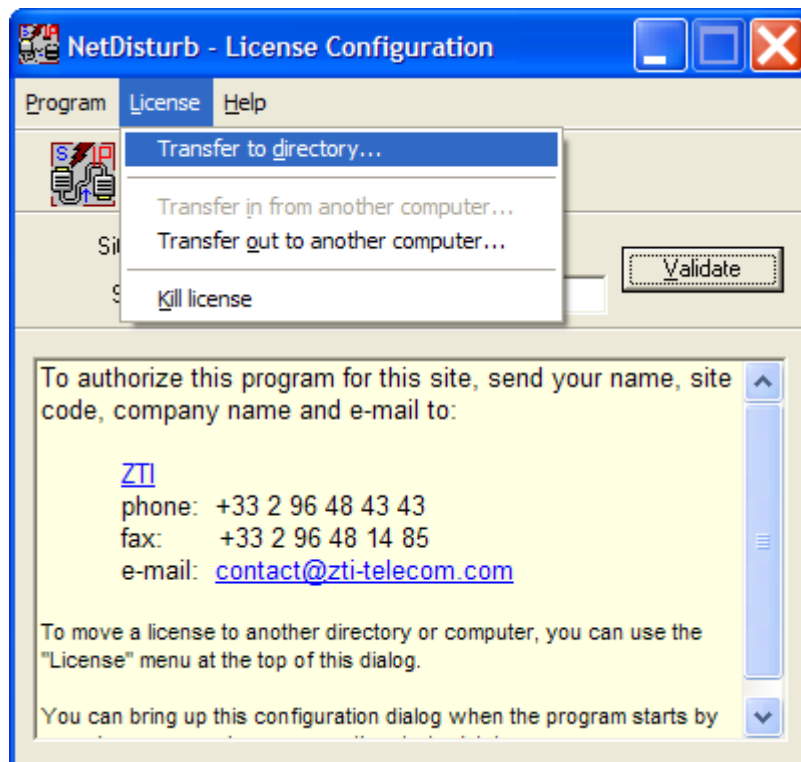 NetDisturb - License Configuration
Program License Help
Transfer to directory...
Transfer in from another computer...
Transfer out to another computer...
Kill license
Validate
To authorize this program for this site, send your name, site
code, company name and e-mail to:
ZTI
phone: +33 2 96 48 43 43
fax: +33 2 96 48 14 85
e-mail: contact@zti-telecom.com
To move a license to another directory or computer, you can use the
"License" menu at the top of this dialog.
You can bring up this configuration dialog when the program starts by